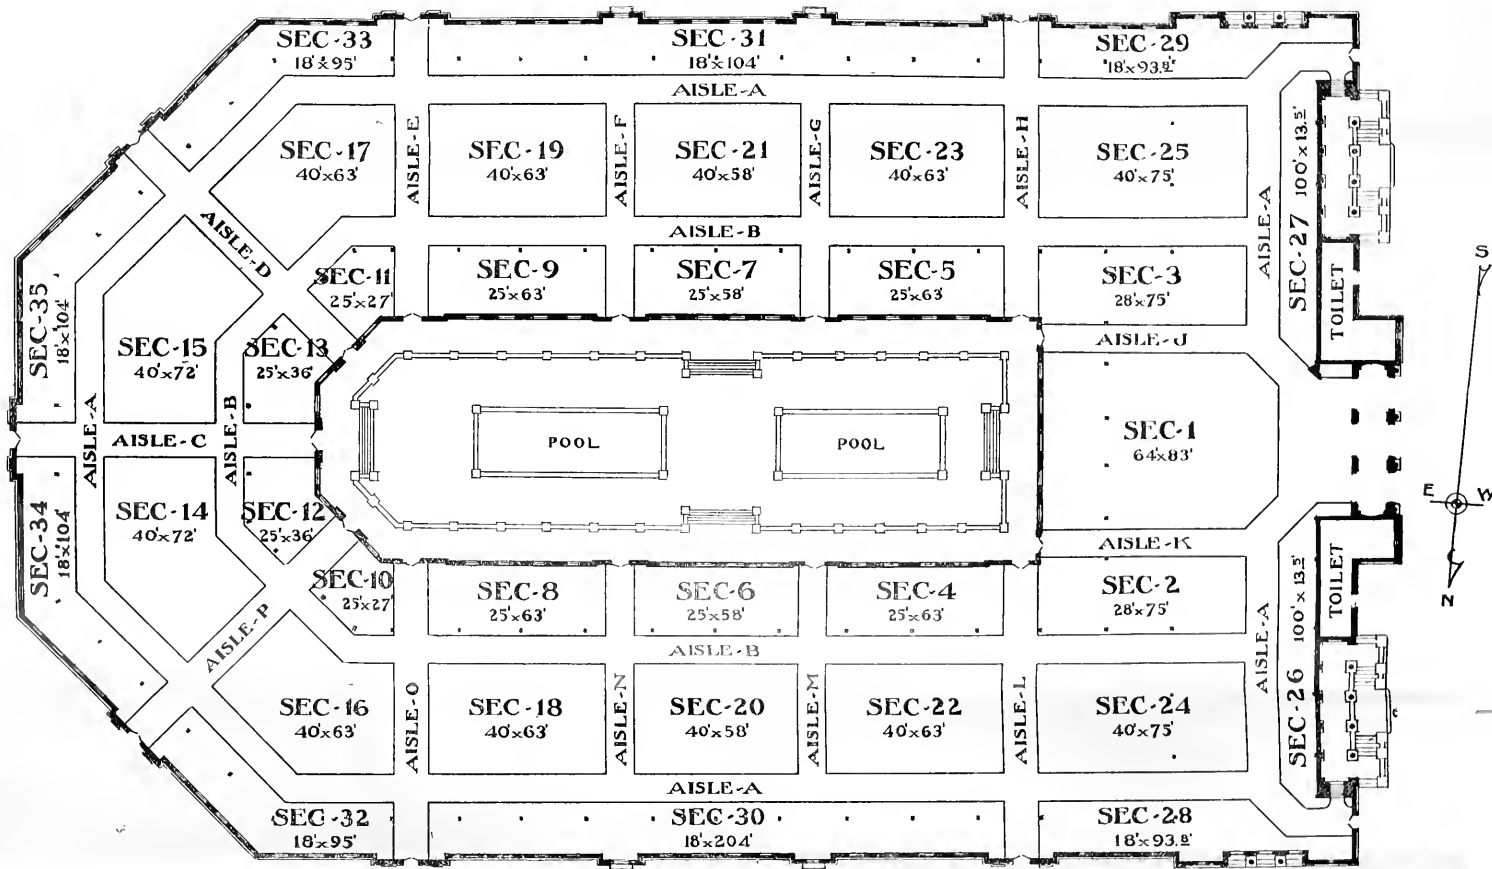 SEC-33
18'x95'
SEC-31
18'x104'
SEC-29
18'x93.8'
AISLE-A
SEC-17
40'x63'
AISLE-E
SEC-19
40'x63'
AISLE-F
SEC-21
40'x58'
AISLE-G
SEC-23
40'x63'
AISLE-H
SEC-25
40'x75'
AISLE-A
SEC-27
100'x13.5'
TOILET
AISLE-D
AISLE-B
SEC-11
25'x27'
SEC-9
25'x63'
SEC-7
25'x58'
SEC-5
25'x63'
SEC-3
28'x75'
SEC-35
18'x104'
SEC-15
40'x72'
SEC-13
25'x36'
AISLE-J
AISLE-A
AISLE-C
AISLE-B
POOL
POOL
SEC-1
64'x83'
S
E
W
N
SEC-34
18'x104'
SEC-14
40'x72'
SEC-12
25'x36'
AISLE-K
SEC-10
25'x27'
SEC-8
25'x63'
SEC-6
25'x58'
SEC-4
25'x63'
SEC-2
28'x75'
AISLE-P
AISLE-B
AISLE-A
SEC-26
100'x13.5'
TOILET
SEC-16
40'x63'
AISLE-O
SEC-18
40'x63'
AISLE-N
SEC-20
40'x58'
AISLE-M
SEC-22
40'x63'
AISLE-L
SEC-24
40'x75'
AISLE-A
SEC-32
18'x95'
SEC-30
18'x204'
SEC-28
18'x93.8'